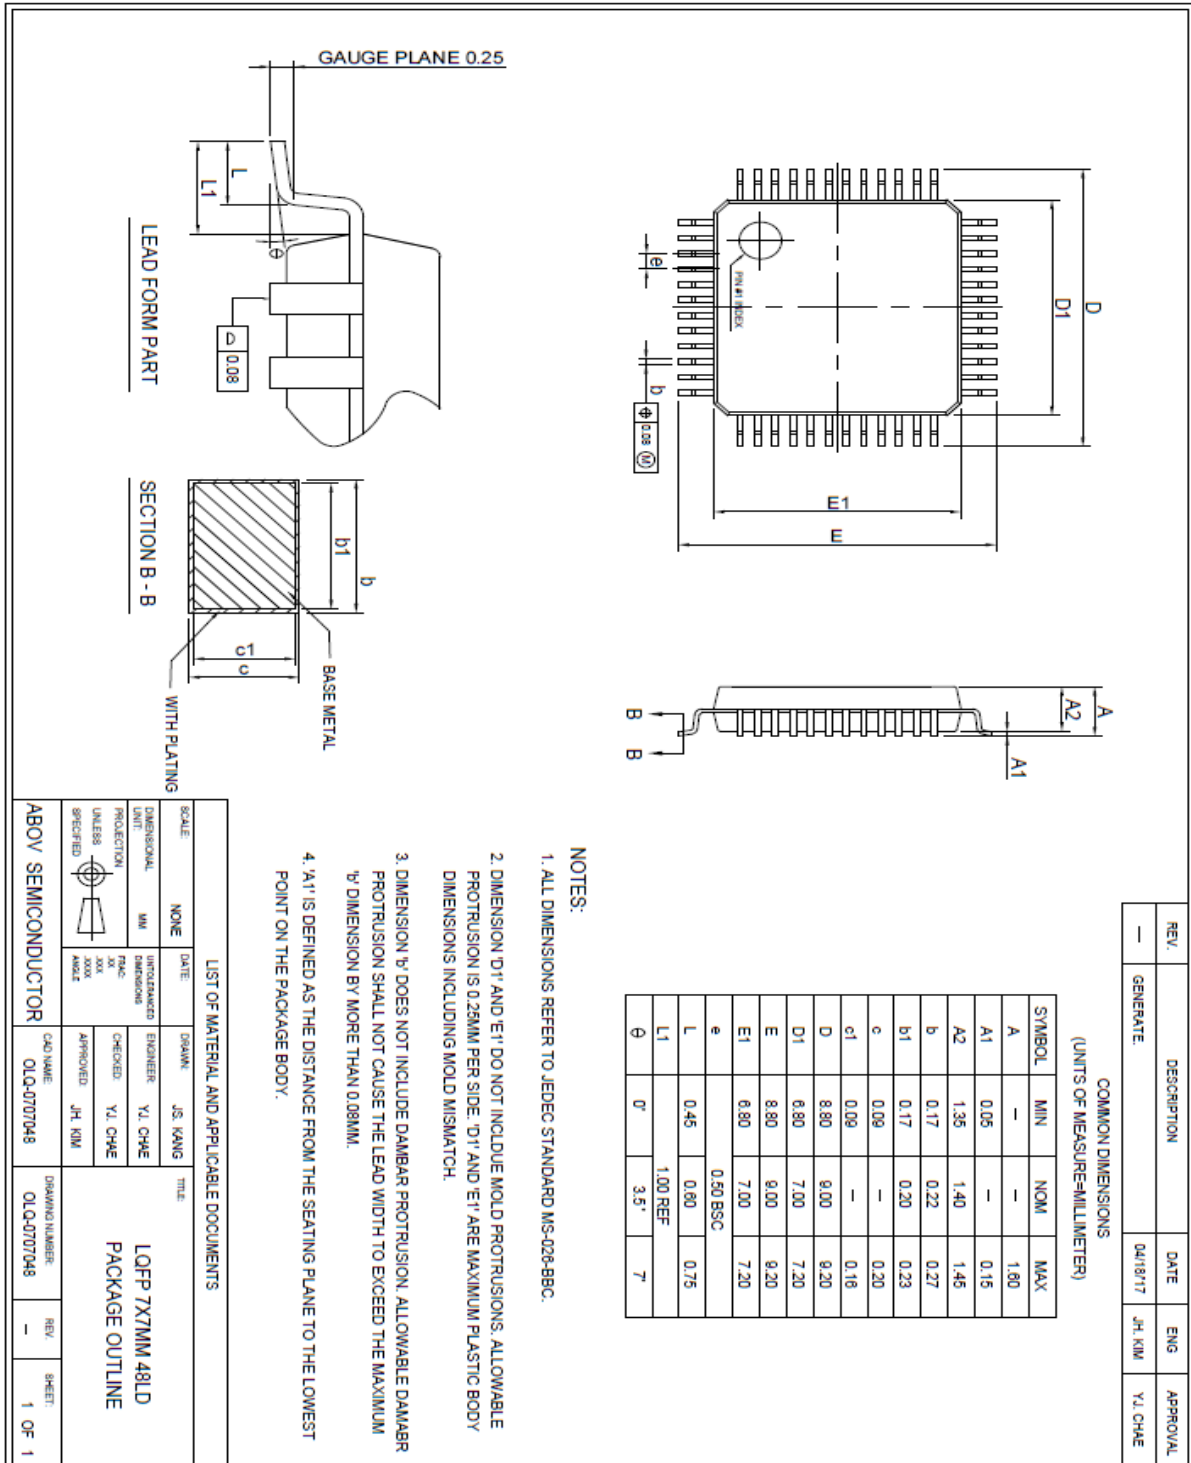 REV. DESCRIPTION DATE ENG APPROVAL
— GENERATE. 04/18/17 JH. KIM YJ. CHAE
D
D1
E1
E
e
b
⌖ 0.08 Ⓜ
PIN #1 INDEX
A
A2
A1
B B
COMMON DIMENSIONS
(UNITS OF MEASURE=MILLIMETER)
SYMBOL MIN NOM MAX
A — — 1.60
A1 0.05 — 0.15
A2 1.35 1.40 1.45
b 0.17 0.22 0.27
b1 0.17 0.20 0.23
c 0.09 — 0.20
c1 0.09 — 0.16
D 8.80 9.00 9.20
D1 6.80 7.00 7.20
E 8.80 9.00 9.20
E1 6.80 7.00 7.20
e 0.50 BSC
L 0.45 0.60 0.75
L1 1.00 REF
θ 0° 3.5° 7°
GAUGE PLANE 0.25
L
L1
θ
⌓ 0.08
LEAD FORM PART
b
b1
c1
c
BASE METAL
WITH PLATING
SECTION B - B
NOTES:
1. ALL DIMENSIONS REFER TO JEDEC STANDARD MS-026-BBC.
2. DIMENSION 'D1' AND 'E1' DO NOT INCLDUE MOLD PROTRUSIONS. ALLOWABLE
PROTRUSION IS 0.25MM PER SIDE. 'D1' AND 'E1' ARE MAXIMUM PLASTIC BODY
DIMENSIONS INCLUDING MOLD MISMATCH.
3. DIMENSION 'b' DOES NOT INCLUDE DAMBAR PROTRUSION. ALLOWABLE DAMABR
PROTRUSION SHALL NOT CAUSE THE LEAD WIDTH TO EXCEED THE MAXIMUM
'b' DIMENSION BY MORE THAN 0.08MM.
4. 'A1' IS DEFINED AS THE DISTANCE FROM THE SEATING PLANE TO THE LOWEST
POINT ON THE PACKAGE BODY.
LIST OF MATERIAL AND APPLICABLE DOCUMENTS
SCALE: NONE
DATE:
DRAWN: JS. KANG
TITLE:
LQFP 7X7MM 48LD
PACKAGE OUTLINE
DIMENSIONAL
UNIT: MM
UNTOLERANCED
DIMENSIONS
ENGINEER: YJ. CHAE
PROJECTION
UNLESS
SPECIFIED
FRAC:
.XX
.XXX
.XXXX
ANGLE
CHECKED: YJ. CHAE
APPROVED: JH. KIM
ABOV SEMICONDUCTOR
CAD NAME:
OLQ-0707048
DRAWING NUMBER:
OLQ-0707048
REV.
—
SHEET:
1 OF 1